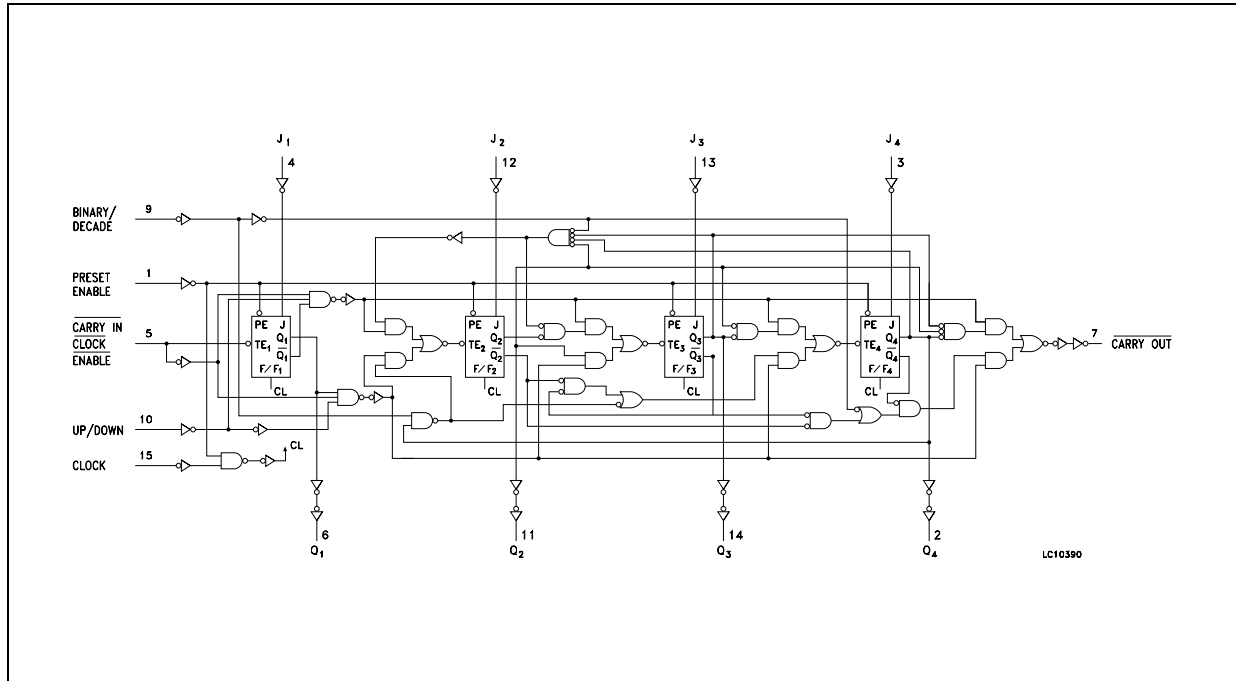 J1
J2
J3
J4
4
12
13
3
BINARY/
DECADE
9
PRESET
ENABLE
1
CARRY IN
CLOCK
ENABLE
5
UP/DOWN
10
CLOCK
15
PE J
Q1
TE1 Q1
F/F1
CL
PE J
Q2
TE2 Q2
F/F2
CL
PE J
Q3
TE3 Q3
F/F3
CL
PE J
Q4
TE4 Q4
F/F4
CL
7 CARRY OUT
CL
6
Q1
11
Q2
14
Q3
2
Q4
LC10390